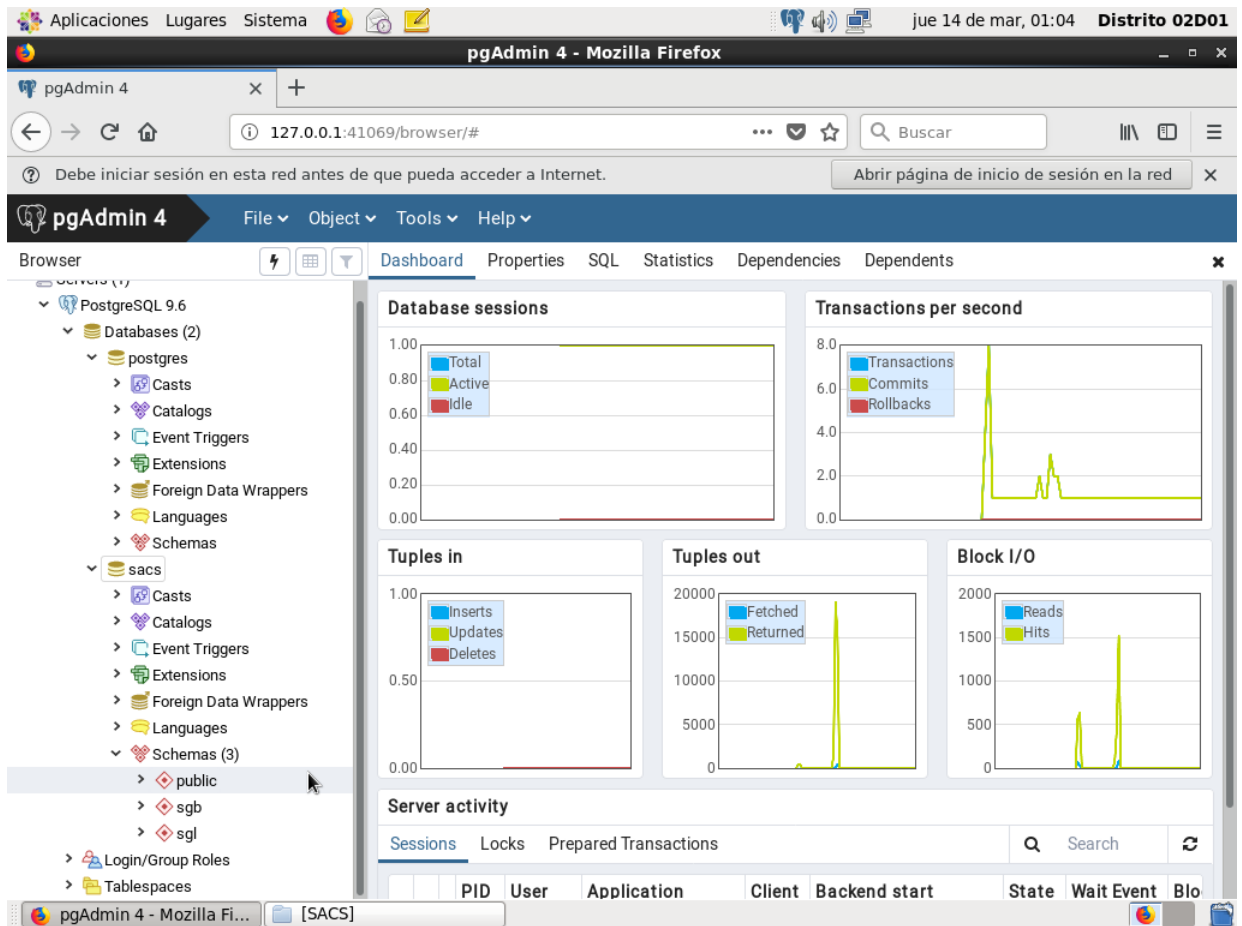 Aplicaciones Lugares Sistema jue 14 de mar, 01:04 Distrito 02D01
pgAdmin 4 - Mozilla Firefox
pgAdmin 4
127.0.0.1:41069/browser/# Buscar
Debe iniciar sesión en esta red antes de que pueda acceder a Internet. Abrir página de inicio de sesión en la red
pgAdmin 4 File Object Tools Help
Browser Dashboard Properties SQL Statistics Dependencies Dependents
Servers (1)
PostgreSQL 9.6
Databases (2)
postgres
Casts
Catalogs
Event Triggers
Extensions
Foreign Data Wrappers
Languages
Schemas
sacs
Casts
Catalogs
Event Triggers
Extensions
Foreign Data Wrappers
Languages
Schemas (3)
public
sgb
sgl
Login/Group Roles
Tablespaces
Database sessions
1.00
0.80
0.60
0.40
0.20
0.00
Total
Active
Idle
Transactions per second
8.0
6.0
4.0
2.0
0.0
Transactions
Commits
Rollbacks
Tuples in
1.00
0.50
0.00
Inserts
Updates
Deletes
Tuples out
20000
15000
10000
5000
0
Fetched
Returned
Block I/O
2000
1500
1000
500
0
Reads
Hits
Server activity
Sessions Locks Prepared Transactions Search
PID User Application Client Backend start State Wait Event Blo
pgAdmin 4 - Mozilla Fi... [SACS]